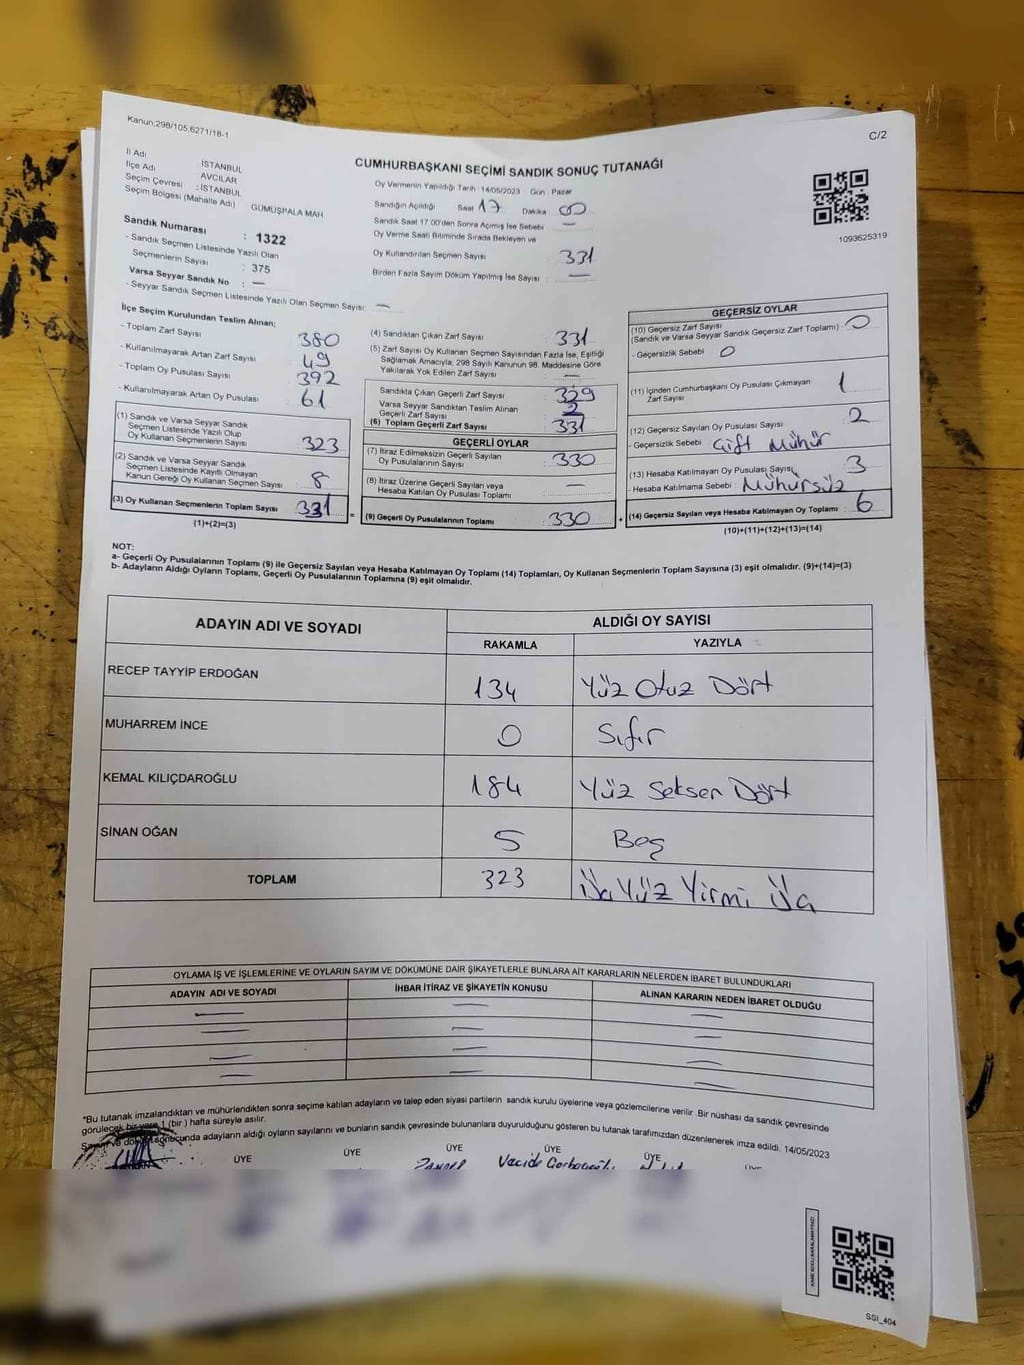 Kanun;298/105,6271/18-1
C/2
CUMHURBAŞKANI SEÇİMİ SANDIK SONUÇ TUTANAĞI
İl Adı İSTANBUL
İlçe Adı AVCILAR
Seçim Çevresi : İSTANBUL
Seçim Bölgesi (Mahalle Adı) GÜMÜŞPALA MAH
Sandık Numarası : 1322
- Sandık Seçmen Listesinde Yazılı Olan
Seçmenlerin Sayısı : 375
Varsa Seyyar Sandık No : —
- Seyyar Sandık Seçmen Listesinde Yazılı Olan Seçmen Sayısı: —
Oy Vermenin Yapıldığı Tarih :14/05/2023 Gün : Pazar
Sandığın Açıldığı Saat 17 Dakika 00
Sandık Saat 17:00'den Sonra Açılmış İse Sebebi : —
Oy Verme Saati Bitiminde Sırada Bekleyen ve
Oy Kullandırılan Seçmen Sayısı : 331
Birden Fazla Sayım Döküm Yapılmış İse Sayısı : —
1093625319
İlçe Seçim Kurulundan Teslim Alınan;
- Toplam Zarf Sayısı : 380
- Kullanılmayarak Artan Zarf Sayısı : 49
- Toplam Oy Pusulası Sayısı : 392
- Kullanılmayarak Artan Oy Pusulası : 61
(1) Sandık ve Varsa Seyyar Sandık
Seçmen Listesinde Yazılı Olup
Oy Kullanan Seçmenlerin Sayısı : 323
(2) Sandık ve Varsa Seyyar Sandık
Seçmen Listesinde Kayıtlı Olmayan
Kanun Gereği Oy Kullanan Seçmen Sayısı : 8
(3) Oy Kullanan Seçmenlerin Toplam Sayısı : 331
(1)+(2)=(3)
(4) Sandıktan Çıkan Zarf Sayısı : 331
(5) Zarf Sayısı Oy Kullanan Seçmen Sayısından Fazla İse, Eşitliği
Sağlamak Amacıyla, 298 Sayılı Kanunun 98. Maddesine Göre
Yakılarak Yok Edilen Zarf Sayısı : —
Sandıkta Çıkan Geçerli Zarf Sayısı : 329
Varsa Seyyar Sandıktan Teslim Alınan
Geçerli Zarf Sayısı : 2
(6) Toplam Geçerli Zarf Sayısı : 331
GEÇERLİ OYLAR
(7) İtiraz Edilmeksizin Geçerli Sayılan
Oy Pusulalarının Sayısı : 330
(8) İtiraz Üzerine Geçerli Sayılan veya
Hesaba Katılan Oy Pusulası Toplamı : —
= (9) Geçerli Oy Pusulalarının Toplamı : 330 +
GEÇERSİZ OYLAR
(10) Geçersiz Zarf Sayısı : 0
(Sandık ve Varsa Seyyar Sandık Geçersiz Zarf Toplamı)
- Geçersizlik Sebebi : 0
(11) İçinden Cumhurbaşkanı Oy Pusulası Çıkmayan
Zarf Sayısı : 1
(12) Geçersiz Sayılan Oy Pusulası Sayısı : 2
- Geçersizlik Sebebi : Çift Mühür
(13) Hesaba Katılmayan Oy Pusulası Sayısı : 3
- Hesaba Katılmama Sebebi : Mühürsüz
(14) Geçersiz Sayılan veya Hesaba Katılmayan Oy Toplamı : 6
(10)+(11)+(12)+(13)=(14)
NOT:
a- Geçerli Oy Pusulalarının Toplamı (9) ile Geçersiz Sayılan veya Hesaba Katılmayan Oy Toplamı (14) Toplamları, Oy Kullanan Seçmenlerin Toplam Sayısına (3) eşit olmalıdır. (9)+(14)=(3)
b- Adayların Aldığı Oyların Toplamı, Geçerli Oy Pusulalarının Toplamına (9) eşit olmalıdır.
ADAYIN ADI VE SOYADI ALDIĞI OY SAYISI
RAKAMLA YAZIYLA
RECEP TAYYİP ERDOĞAN 134 Yüz Otuz Dört
MUHARREM İNCE 0 Sıfır
KEMAL KILIÇDAROĞLU 184 Yüz Seksen Dört
SİNAN OĞAN 5 Beş
TOPLAM 323 Üç Yüz Yirmi Üç
OYLAMA İŞ VE İŞLEMLERİNE VE OYLARIN SAYIM VE DÖKÜMÜNE DAİR ŞİKAYETLERLE BUNLARA AİT KARARLARIN NELERDEN İBARET BULUNDUKLARI
ADAYIN ADI VE SOYADI İHBAR İTİRAZ VE ŞİKAYETİN KONUSU ALINAN KARARIN NEDEN İBARET OLDUĞU
— — —
— — —
— — —
— — —
*Bu tutanak imzalandıktan ve mühürlendikten sonra seçime katılan adayların ve talep eden siyasi partilerin sandık kurulu üyelerine veya gözlemcilerine verilir .Bir nüshası da sandık çevresinde
görülecek bir yere 1 (bir ) hafta süreyle asılır.
sonucunda adayların aldığı oyların sayılarını ve bunların sandık çevresinde bulunanlara duyurulduğunu gösteren bu tutanak tarafımızdan düzenlenerek imza edildi. 14/05/2023
ÜYE ÜYE ÜYE ÜYE ÜYE
SSI_404